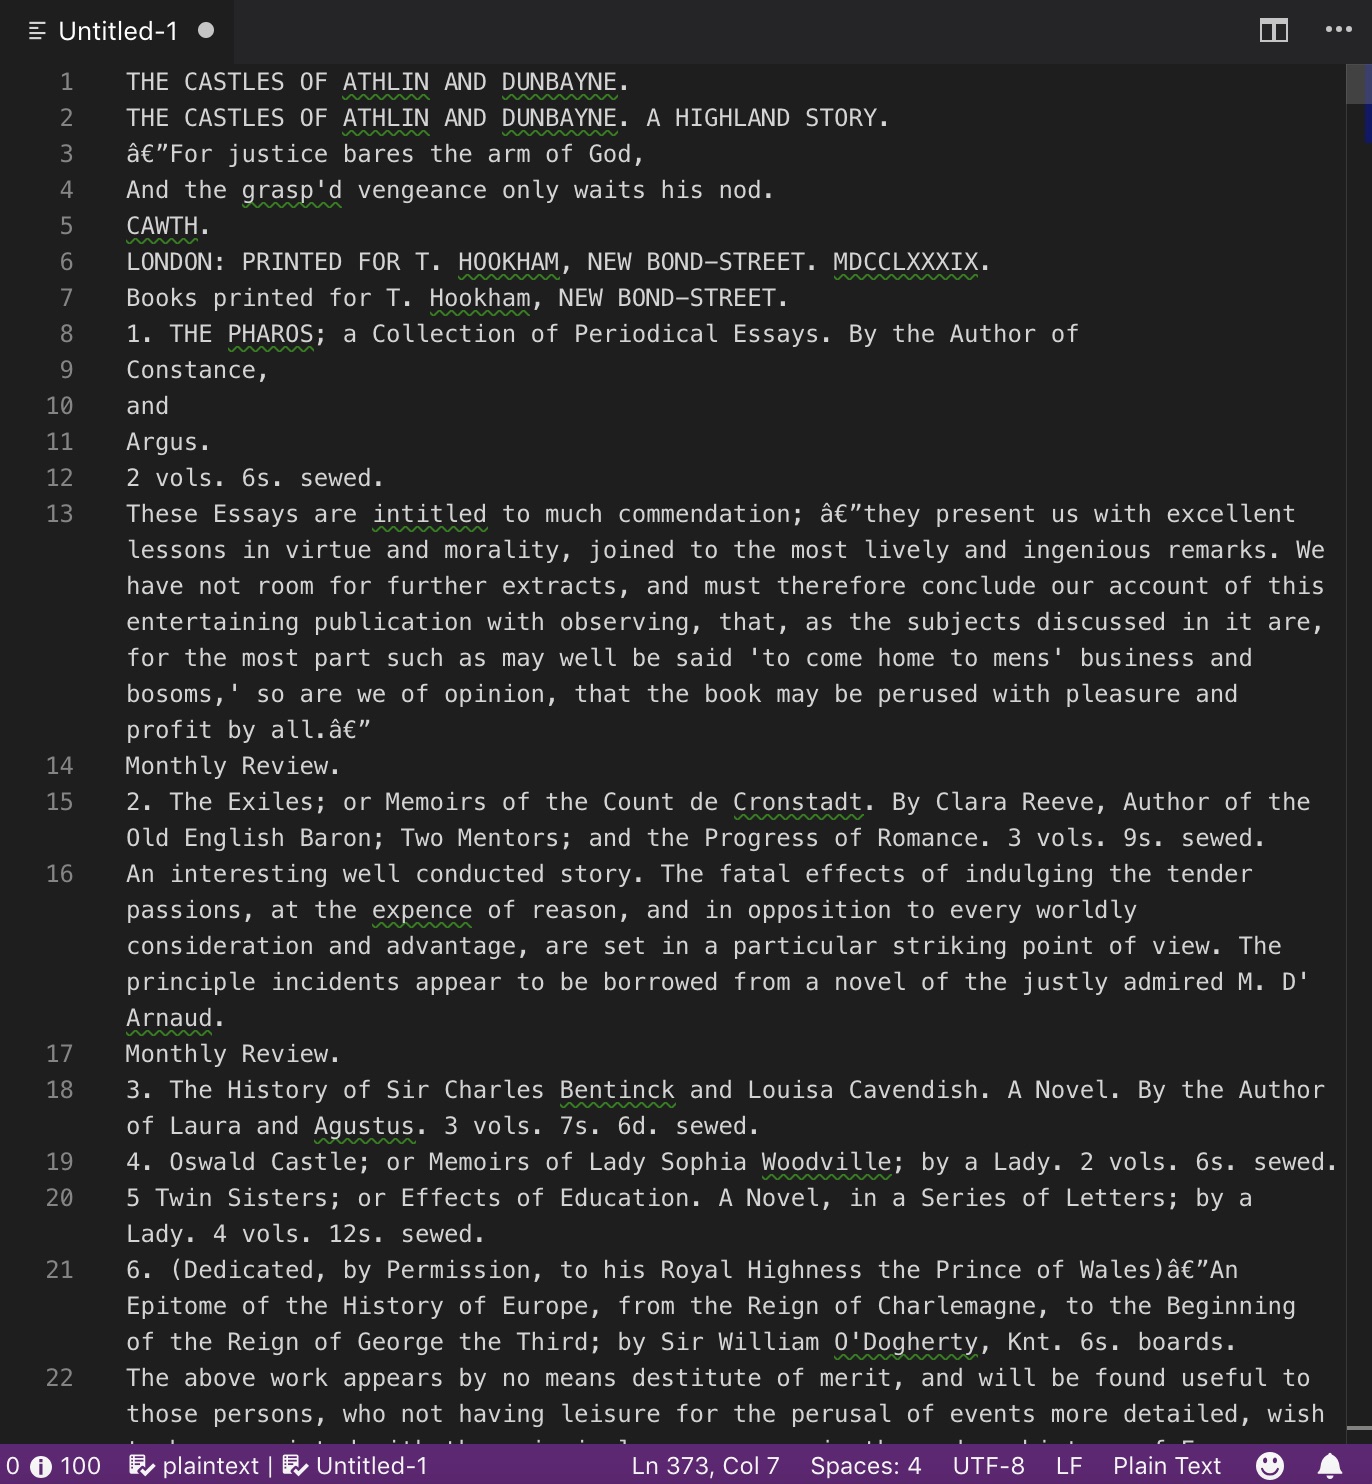 Untitled-1
1 THE CASTLES OF ATHLIN AND DUNBAYNE.
2 THE CASTLES OF ATHLIN AND DUNBAYNE. A HIGHLAND STORY.
3 â€”For justice bares the arm of God,
4 And the grasp'd vengeance only waits his nod.
5 CAWTH.
6 LONDON: PRINTED FOR T. HOOKHAM, NEW BOND-STREET. MDCCLXXXIX.
7 Books printed for T. Hookham, NEW BOND-STREET.
8 1. THE PHAROS; a Collection of Periodical Essays. By the Author of
9 Constance,
10 and
11 Argus.
12 2 vols. 6s. sewed.
13 These Essays are intitled to much commendation; â€”they present us with excellent
lessons in virtue and morality, joined to the most lively and ingenious remarks. We
have not room for further extracts, and must therefore conclude our account of this
entertaining publication with observing, that, as the subjects discussed in it are,
for the most part such as may well be said 'to come home to mens' business and
bosoms,' so are we of opinion, that the book may be perused with pleasure and
profit by all.â€”
14 Monthly Review.
15 2. The Exiles; or Memoirs of the Count de Cronstadt. By Clara Reeve, Author of the
Old English Baron; Two Mentors; and the Progress of Romance. 3 vols. 9s. sewed.
16 An interesting well conducted story. The fatal effects of indulging the tender
passions, at the expence of reason, and in opposition to every worldly
consideration and advantage, are set in a particular striking point of view. The
principle incidents appear to be borrowed from a novel of the justly admired M. D'
Arnaud.
17 Monthly Review.
18 3. The History of Sir Charles Bentinck and Louisa Cavendish. A Novel. By the Author
of Laura and Agustus. 3 vols. 7s. 6d. sewed.
19 4. Oswald Castle; or Memoirs of Lady Sophia Woodville; by a Lady. 2 vols. 6s. sewed.
20 5 Twin Sisters; or Effects of Education. A Novel, in a Series of Letters; by a
Lady. 4 vols. 12s. sewed.
21 6. (Dedicated, by Permission, to his Royal Highness the Prince of Wales)â€”An
Epitome of the History of Europe, from the Reign of Charlemagne, to the Beginning
of the Reign of George the Third; by Sir William O'Dogherty, Knt. 6s. boards.
22 The above work appears by no means destitute of merit, and will be found useful to
those persons, who not having leisure for the perusal of events more detailed, wish
0 100 plaintext | Untitled-1 Ln 373, Col 7 Spaces: 4 UTF-8 LF Plain Text